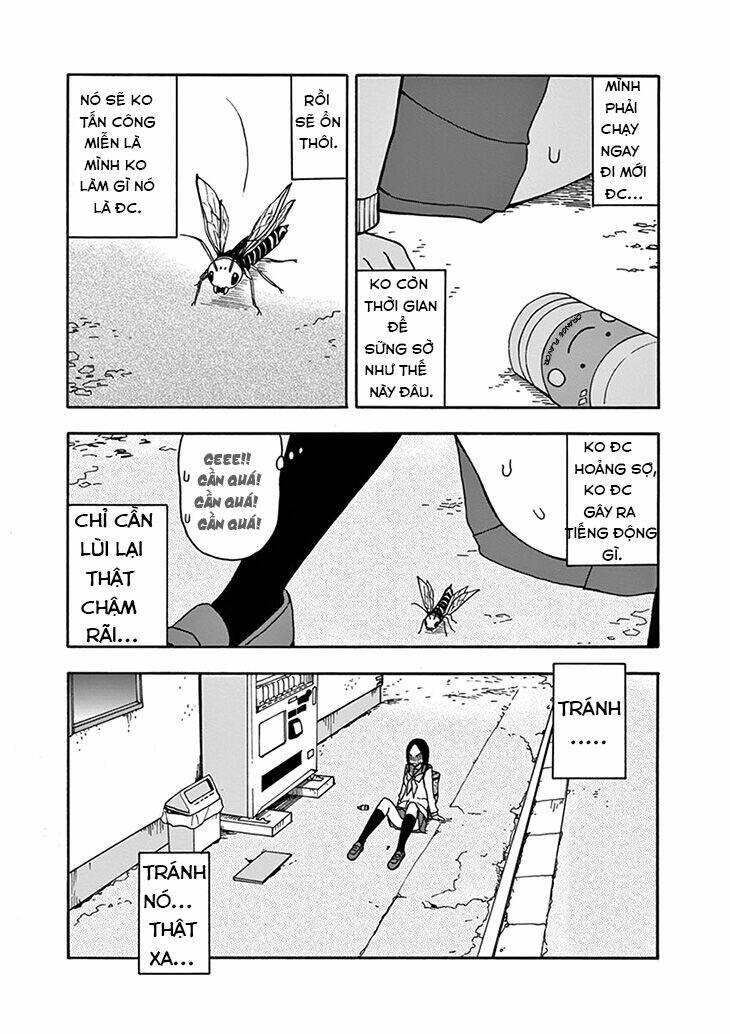 MÌNH
PHẢI
CHẠY
NGAY
ĐI MỚI
ĐC...
KO CÒN
THỜI GIAN
ĐỂ
SỮNG SỜ
NHƯ THẾ
NÀY ĐÂU.
ORANGE FLAVOR
RỒI
SẼ ỔN
THÔI.
NÓ SẼ KO
TẤN CÔNG
MIỄN LÀ
MÌNH KO
LÀM GÌ NÓ
LÀ ĐC.
KO ĐC
HOẢNG SỢ,
KO ĐC
GÂY RA
TIẾNG ĐỘNG
GÌ.
GEEE!!
GẦN QUÁ!
GẦN QUÁ!
GẦN QUÁ!
CHỈ CẦN
LÙI LẠI
THẬT
CHẬM
RÃI...
TRÁNH
.....
TRÁNH
NÓ...
THẬT
XA...